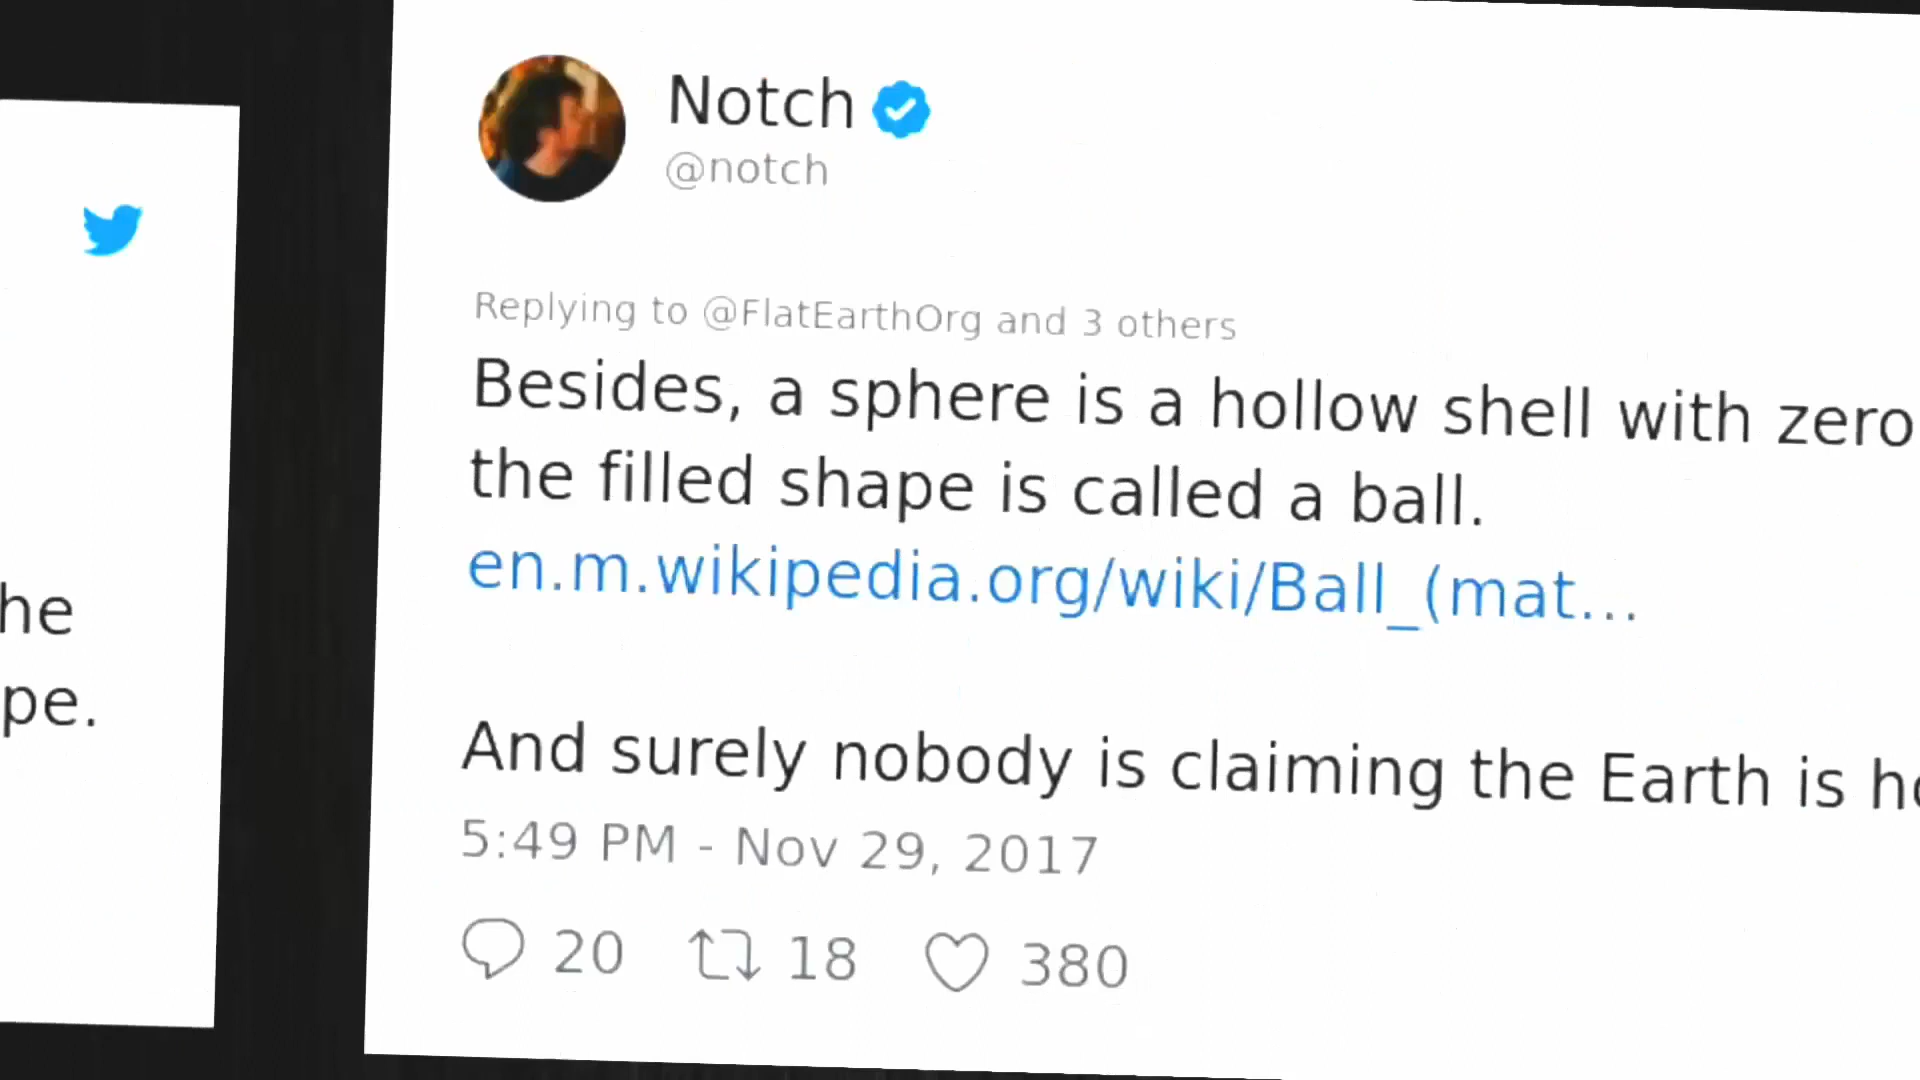 he
pe.
Notch
@notch
Replying to @FlatEarthOrg and 3 others
Besides, a sphere is a hollow shell with zero
the filled shape is called a ball.
en.m.wikipedia.org/wiki/Ball_(mat...
And surely nobody is claiming the Earth is
5:49 PM - Nov 29, 2017
20 18 380